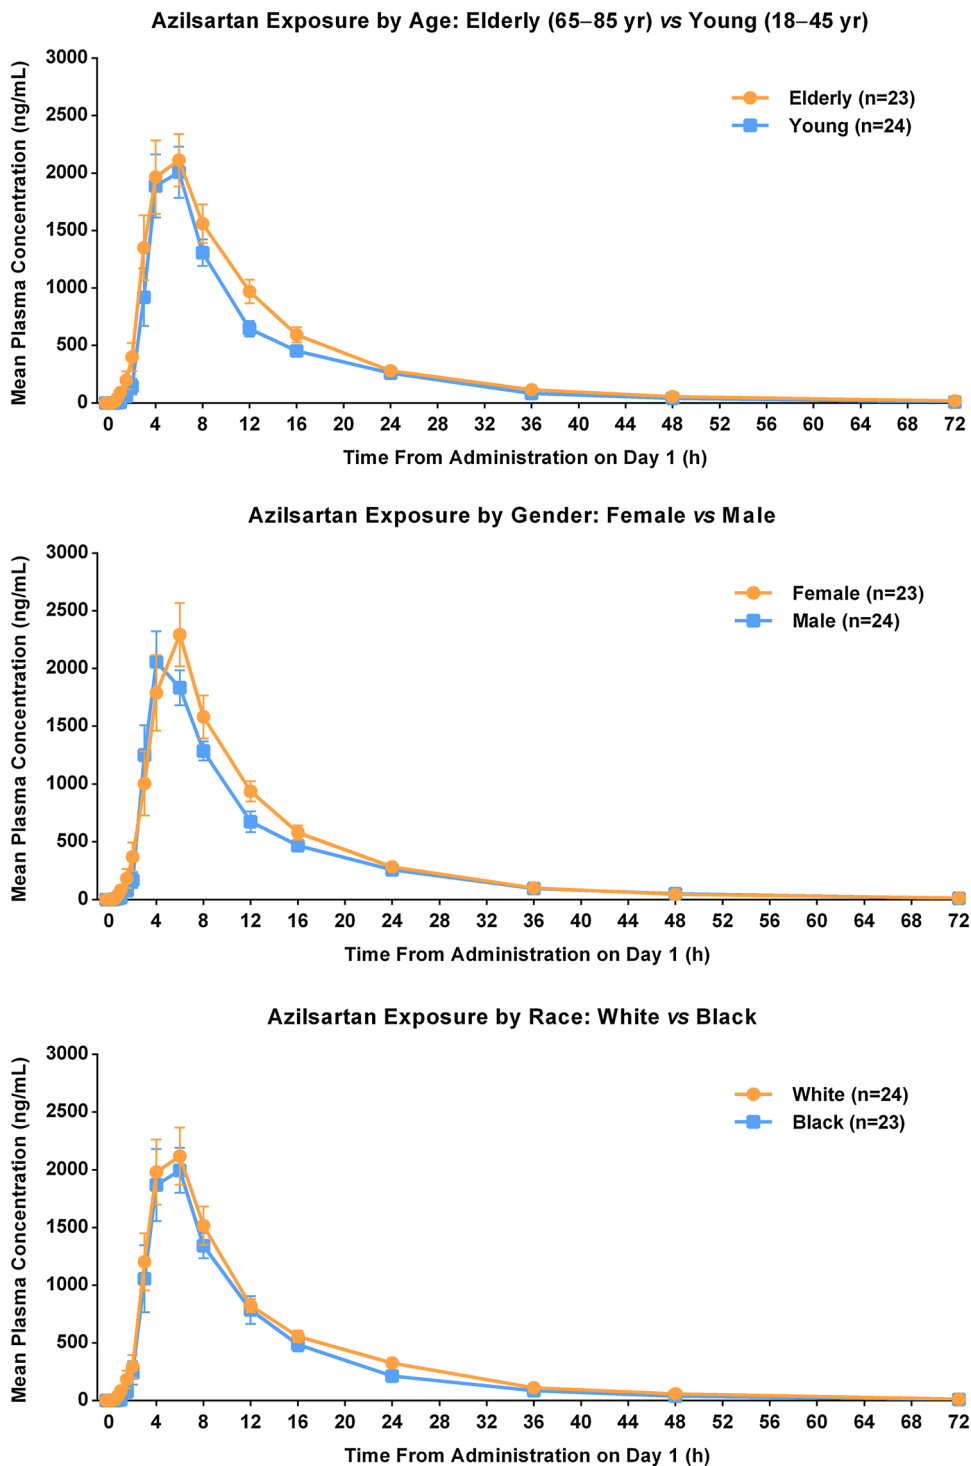 Azilsartan Exposure by Age: Elderly (65–85 yr) vs Young (18–45 yr)
Mean Plasma Concentration (ng/mL)
3000
2500
2000
1500
1000
500
0
Elderly (n=23)
Young (n=24)
0 4 8 12 16 20 24 28 32 36 40 44 48 52 56 60 64 68 72
Time From Administration on Day 1 (h)
Azilsartan Exposure by Gender: Female vs Male
Mean Plasma Concentration (ng/mL)
3000
2500
2000
1500
1000
500
0
Female (n=23)
Male (n=24)
0 4 8 12 16 20 24 28 32 36 40 44 48 52 56 60 64 68 72
Time From Administration on Day 1 (h)
Azilsartan Exposure by Race: White vs Black
Mean Plasma Concentration (ng/mL)
3000
2500
2000
1500
1000
500
0
White (n=24)
Black (n=23)
0 4 8 12 16 20 24 28 32 36 40 44 48 52 56 60 64 68 72
Time From Administration on Day 1 (h)